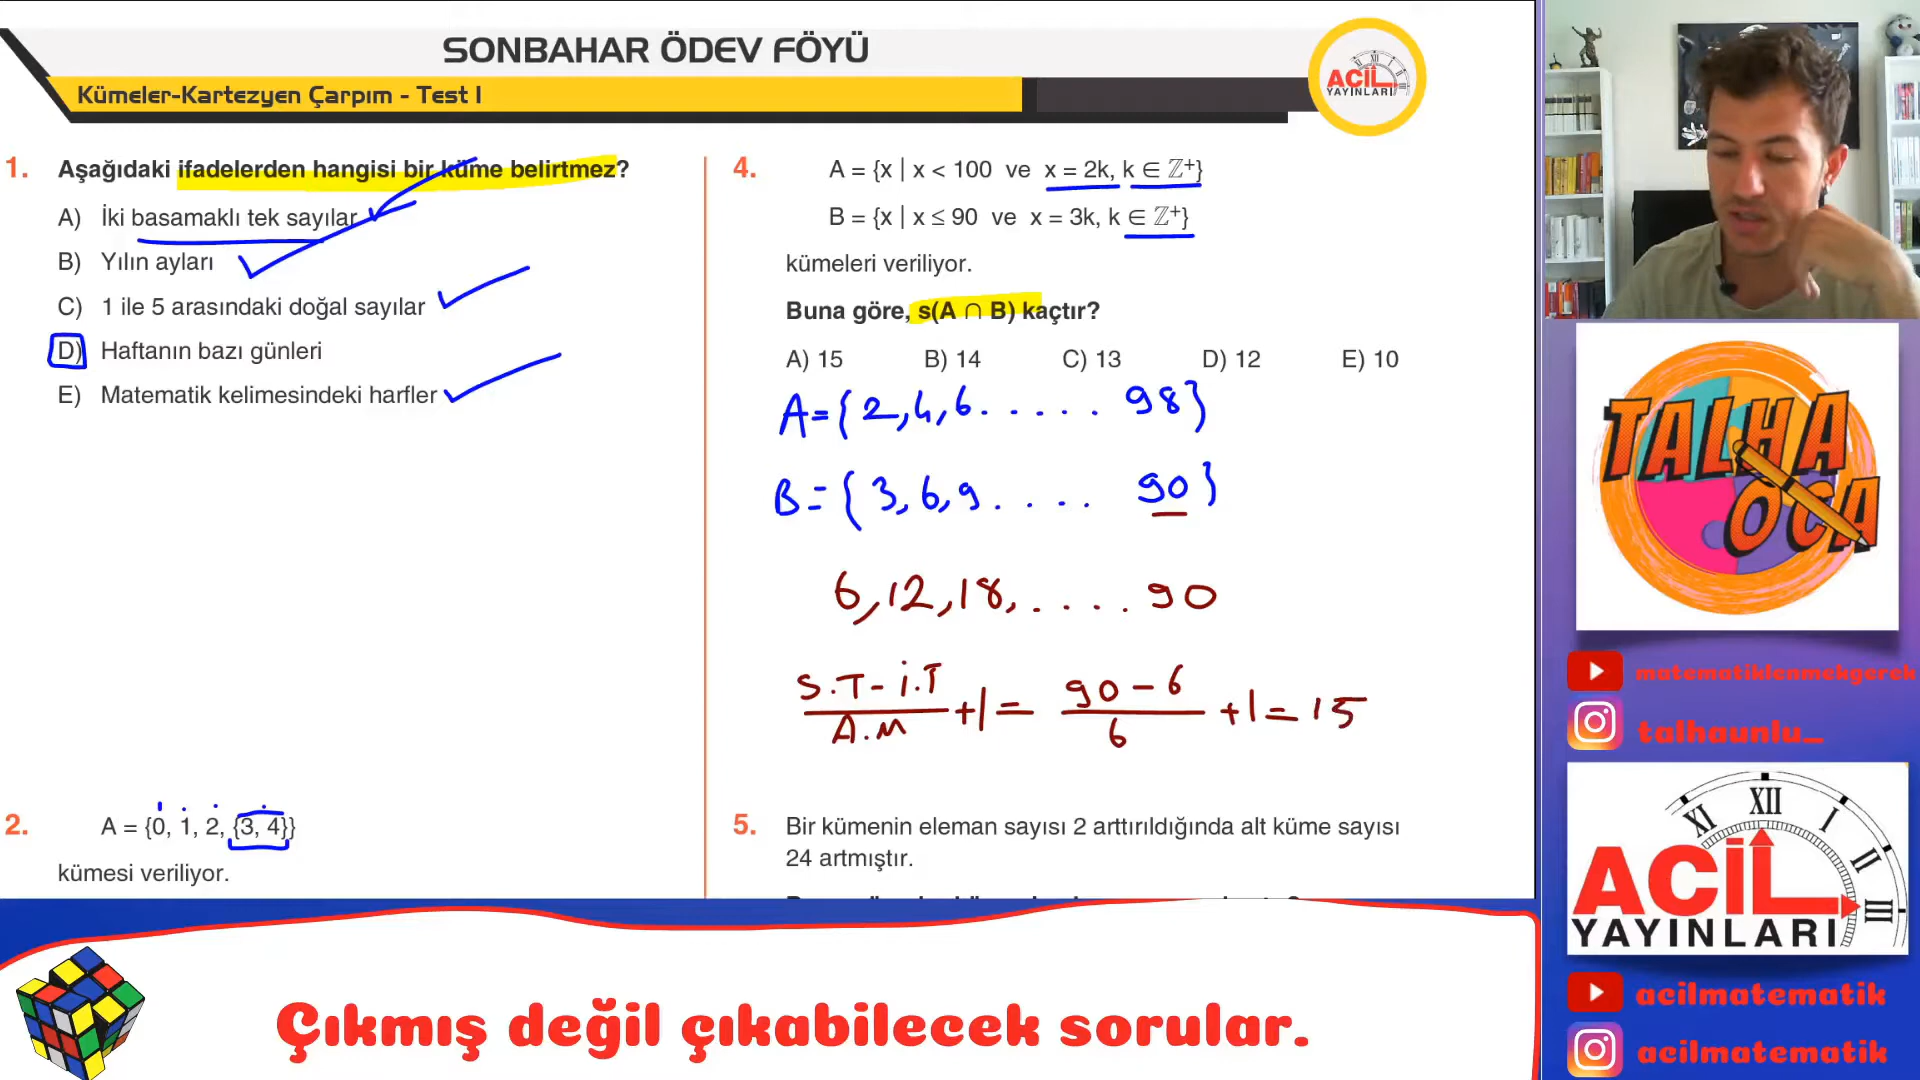 SONBAHAR ÖDEV FÖYÜ
Kümeler-Kartezyen Çarpım - Test I
ACİL
YAYINLARI
1. Aşağıdaki ifadelerden hangisi bir küme belirtmez?
A) İki basamaklı tek sayılar
B) Yılın ayları
C) 1 ile 5 arasındaki doğal sayılar
D) Haftanın bazı günleri
E) Matematik kelimesindeki harfler
2. A = {0, 1, 2, {3, 4}}
kümesi veriliyor.
4. A = {x | x < 100 ve x = 2k, k ∈ ℤ⁺}
B = {x | x ≤ 90 ve x = 3k, k ∈ ℤ⁺}
kümeleri veriliyor.
Buna göre, s(A ∩ B) kaçtır?
A) 15 B) 14 C) 13 D) 12 E) 10
A = {2, 4, 6 . . . . . 98}
B = {3, 6, 9 . . . . 90}
6, 12, 18, . . . . 90
S.T - İ.T / A.M + 1 = 90 - 6 / 6 + 1 = 15
5. Bir kümenin eleman sayısı 2 arttırıldığında alt küme sayısı
24 artmıştır.
TALHA
OCA
matematiklenmekgerek
talhaunlu_
XI XII I II III
ACİL
YAYINLARI
acilmatematik
acilmatematik
Çıkmış değil çıkabilecek sorular.